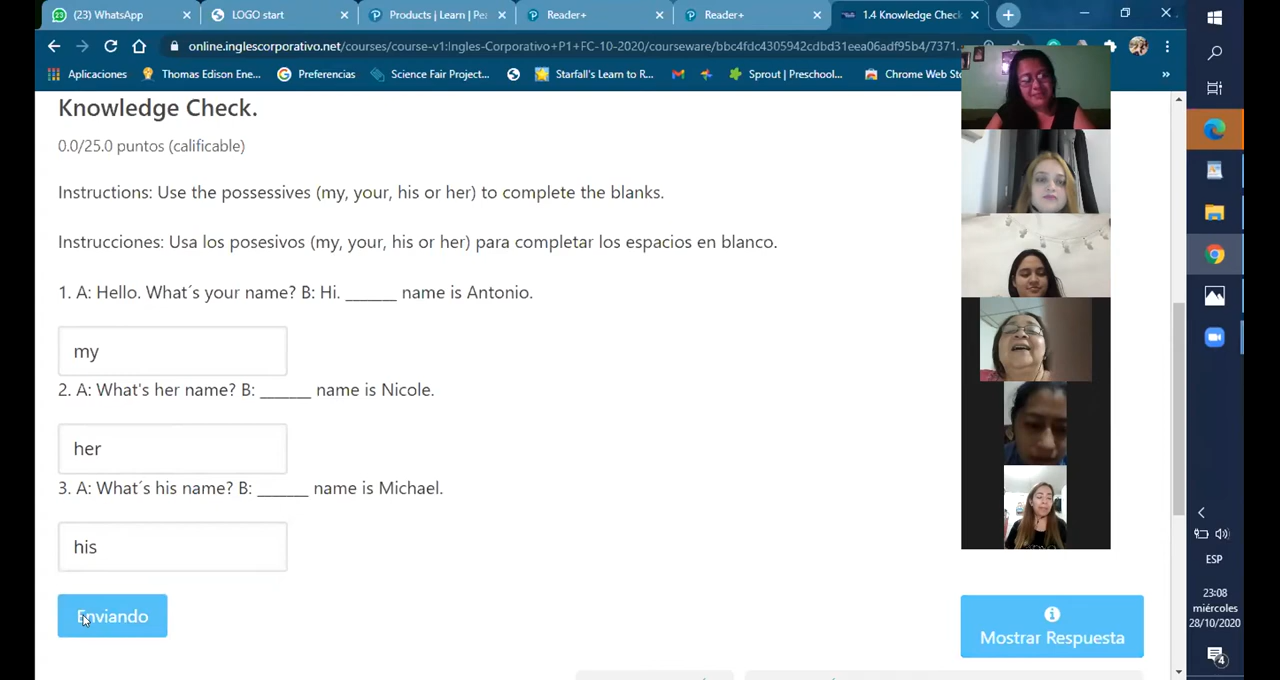 (23) WhatsApp
LOGO start
Products | Learn | Pe
Reader+
Reader+
1.4 Knowledge Check
online.inglescorporativo.net/courses/course-v1:Ingles-Corporativo+P1+FC-10-2020/courseware/bbc4fdc4305942cdbd31eea06adf95b4/7371...
Aplicaciones
Thomas Edison Ene...
Preferencias
Science Fair Project...
Starfall's Learn to R...
Sprout | Preschool...
Chrome Web St
»
Knowledge Check.
0.0/25.0 puntos (calificable)
Instructions: Use the possessives (my, your, his or her) to complete the blanks.
Instrucciones: Usa los posesivos (my, your, his or her) para completar los espacios en blanco.
1. A: Hello. What´s your name? B: Hi. ______ name is Antonio.
my
2. A: What's her name? B: ______ name is Nicole.
her
3. A: What´s his name? B: ______ name is Michael.
his
Enviando
Mostrar Respuesta
ESP
23:08
miércoles
28/10/2020
4